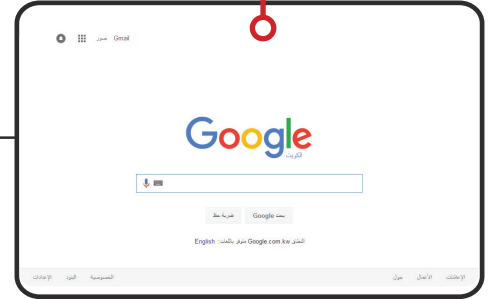 Gmail صور
Google
الكويت
بحث Google ضربة حظ
النطاق Google.com.kw متوفر باللغات: English
الإعلانات الأعمال حول الخصوصية البنود الإعدادات